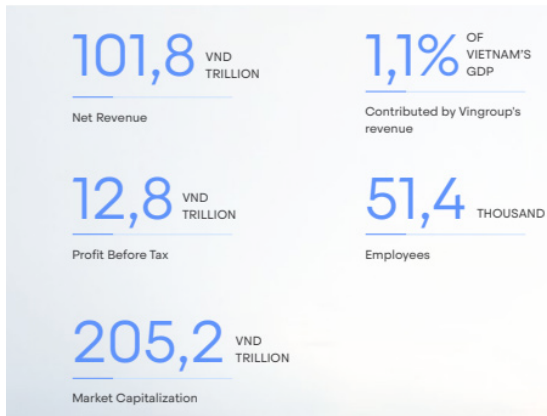 101,8 VND TRILLION
Net Revenue
1,1% OF VIETNAM'S GDP
Contributed by Vingroup's
revenue
12,8 VND TRILLION
Profit Before Tax
51,4 THOUSAND
Employees
205,2 VND TRILLION
Market Capitalization